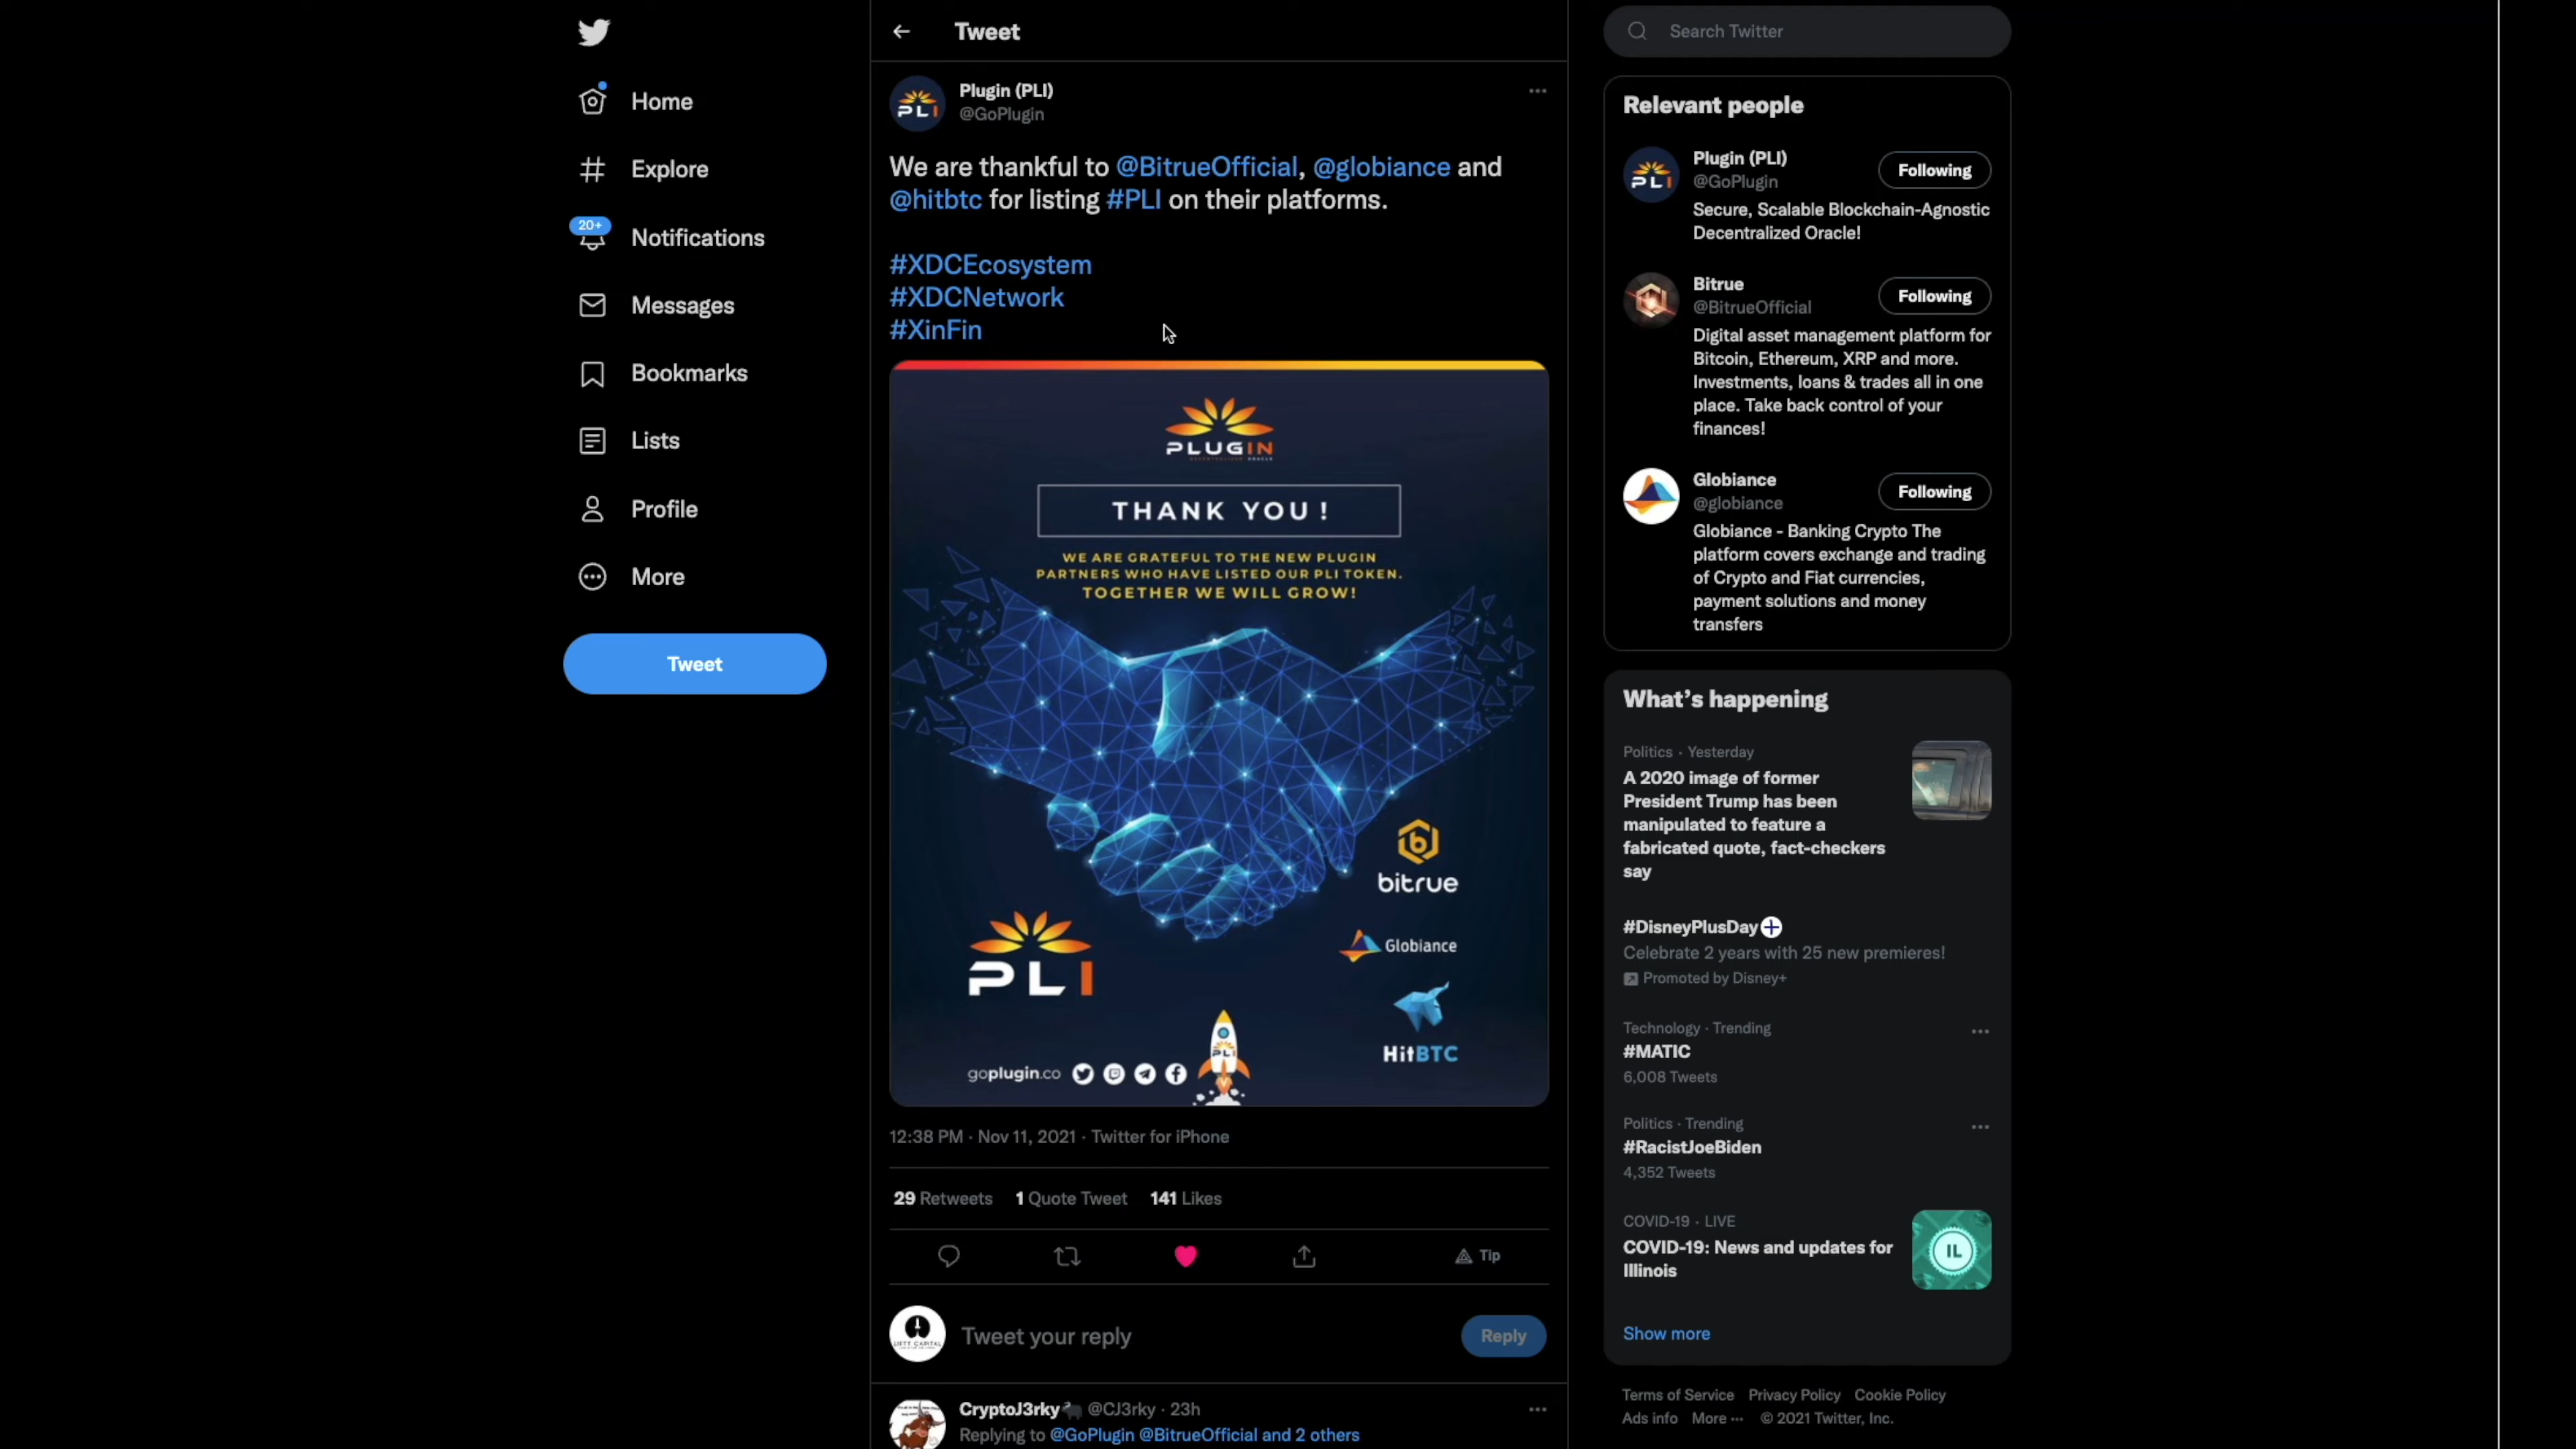 Home
Explore
20+
Notifications
Messages
Bookmarks
Lists
Profile
More
Tweet
Tweet
Plugin (PLI)
@GoPlugin
We are thankful to @BitrueOfficial, @globiance and
@hitbtc for listing #PLI on their platforms.
#XDCEcosystem
#XDCNetwork
#XinFin
PLUGIN
THANK YOU !
WE ARE GRATEFUL TO THE NEW PLUGIN
PARTNERS WHO HAVE LISTED OUR PLI TOKEN.
TOGETHER WE WILL GROW!
bitrue
Globiance
HitBTC
PLI
PLI
goplugin.co
12:38 PM · Nov 11, 2021 · Twitter for iPhone
29 Retweets 1 Quote Tweet 141 Likes
Tip
Tweet your reply
Reply
CryptoJ3rky @CJ3rky · 23h
Replying to @GoPlugin @BitrueOfficial and 2 others
Search Twitter
Relevant people
PLI
Plugin (PLI)
@GoPlugin
Following
Secure, Scalable Blockchain-Agnostic
Decentralized Oracle!
Bitrue
@BitrueOfficial
Following
Digital asset management platform for
Bitcoin, Ethereum, XRP and more.
Investments, loans & trades all in one
place. Take back control of your
finances!
Globiance
@globiance
Following
Globiance - Banking Crypto The
platform covers exchange and trading
of Crypto and Fiat currencies,
payment solutions and money
transfers
What's happening
Politics · Yesterday
A 2020 image of former
President Trump has been
manipulated to feature a
fabricated quote, fact-checkers
say
#DisneyPlusDay
Celebrate 2 years with 25 new premieres!
Promoted by Disney+
Technology · Trending
#MATIC
6,008 Tweets
Politics · Trending
#RacistJoeBiden
4,352 Tweets
COVID-19 · LIVE
COVID-19: News and updates for
Illinois
IL
Show more
Terms of Service Privacy Policy Cookie Policy
Ads info More ··· © 2021 Twitter, Inc.